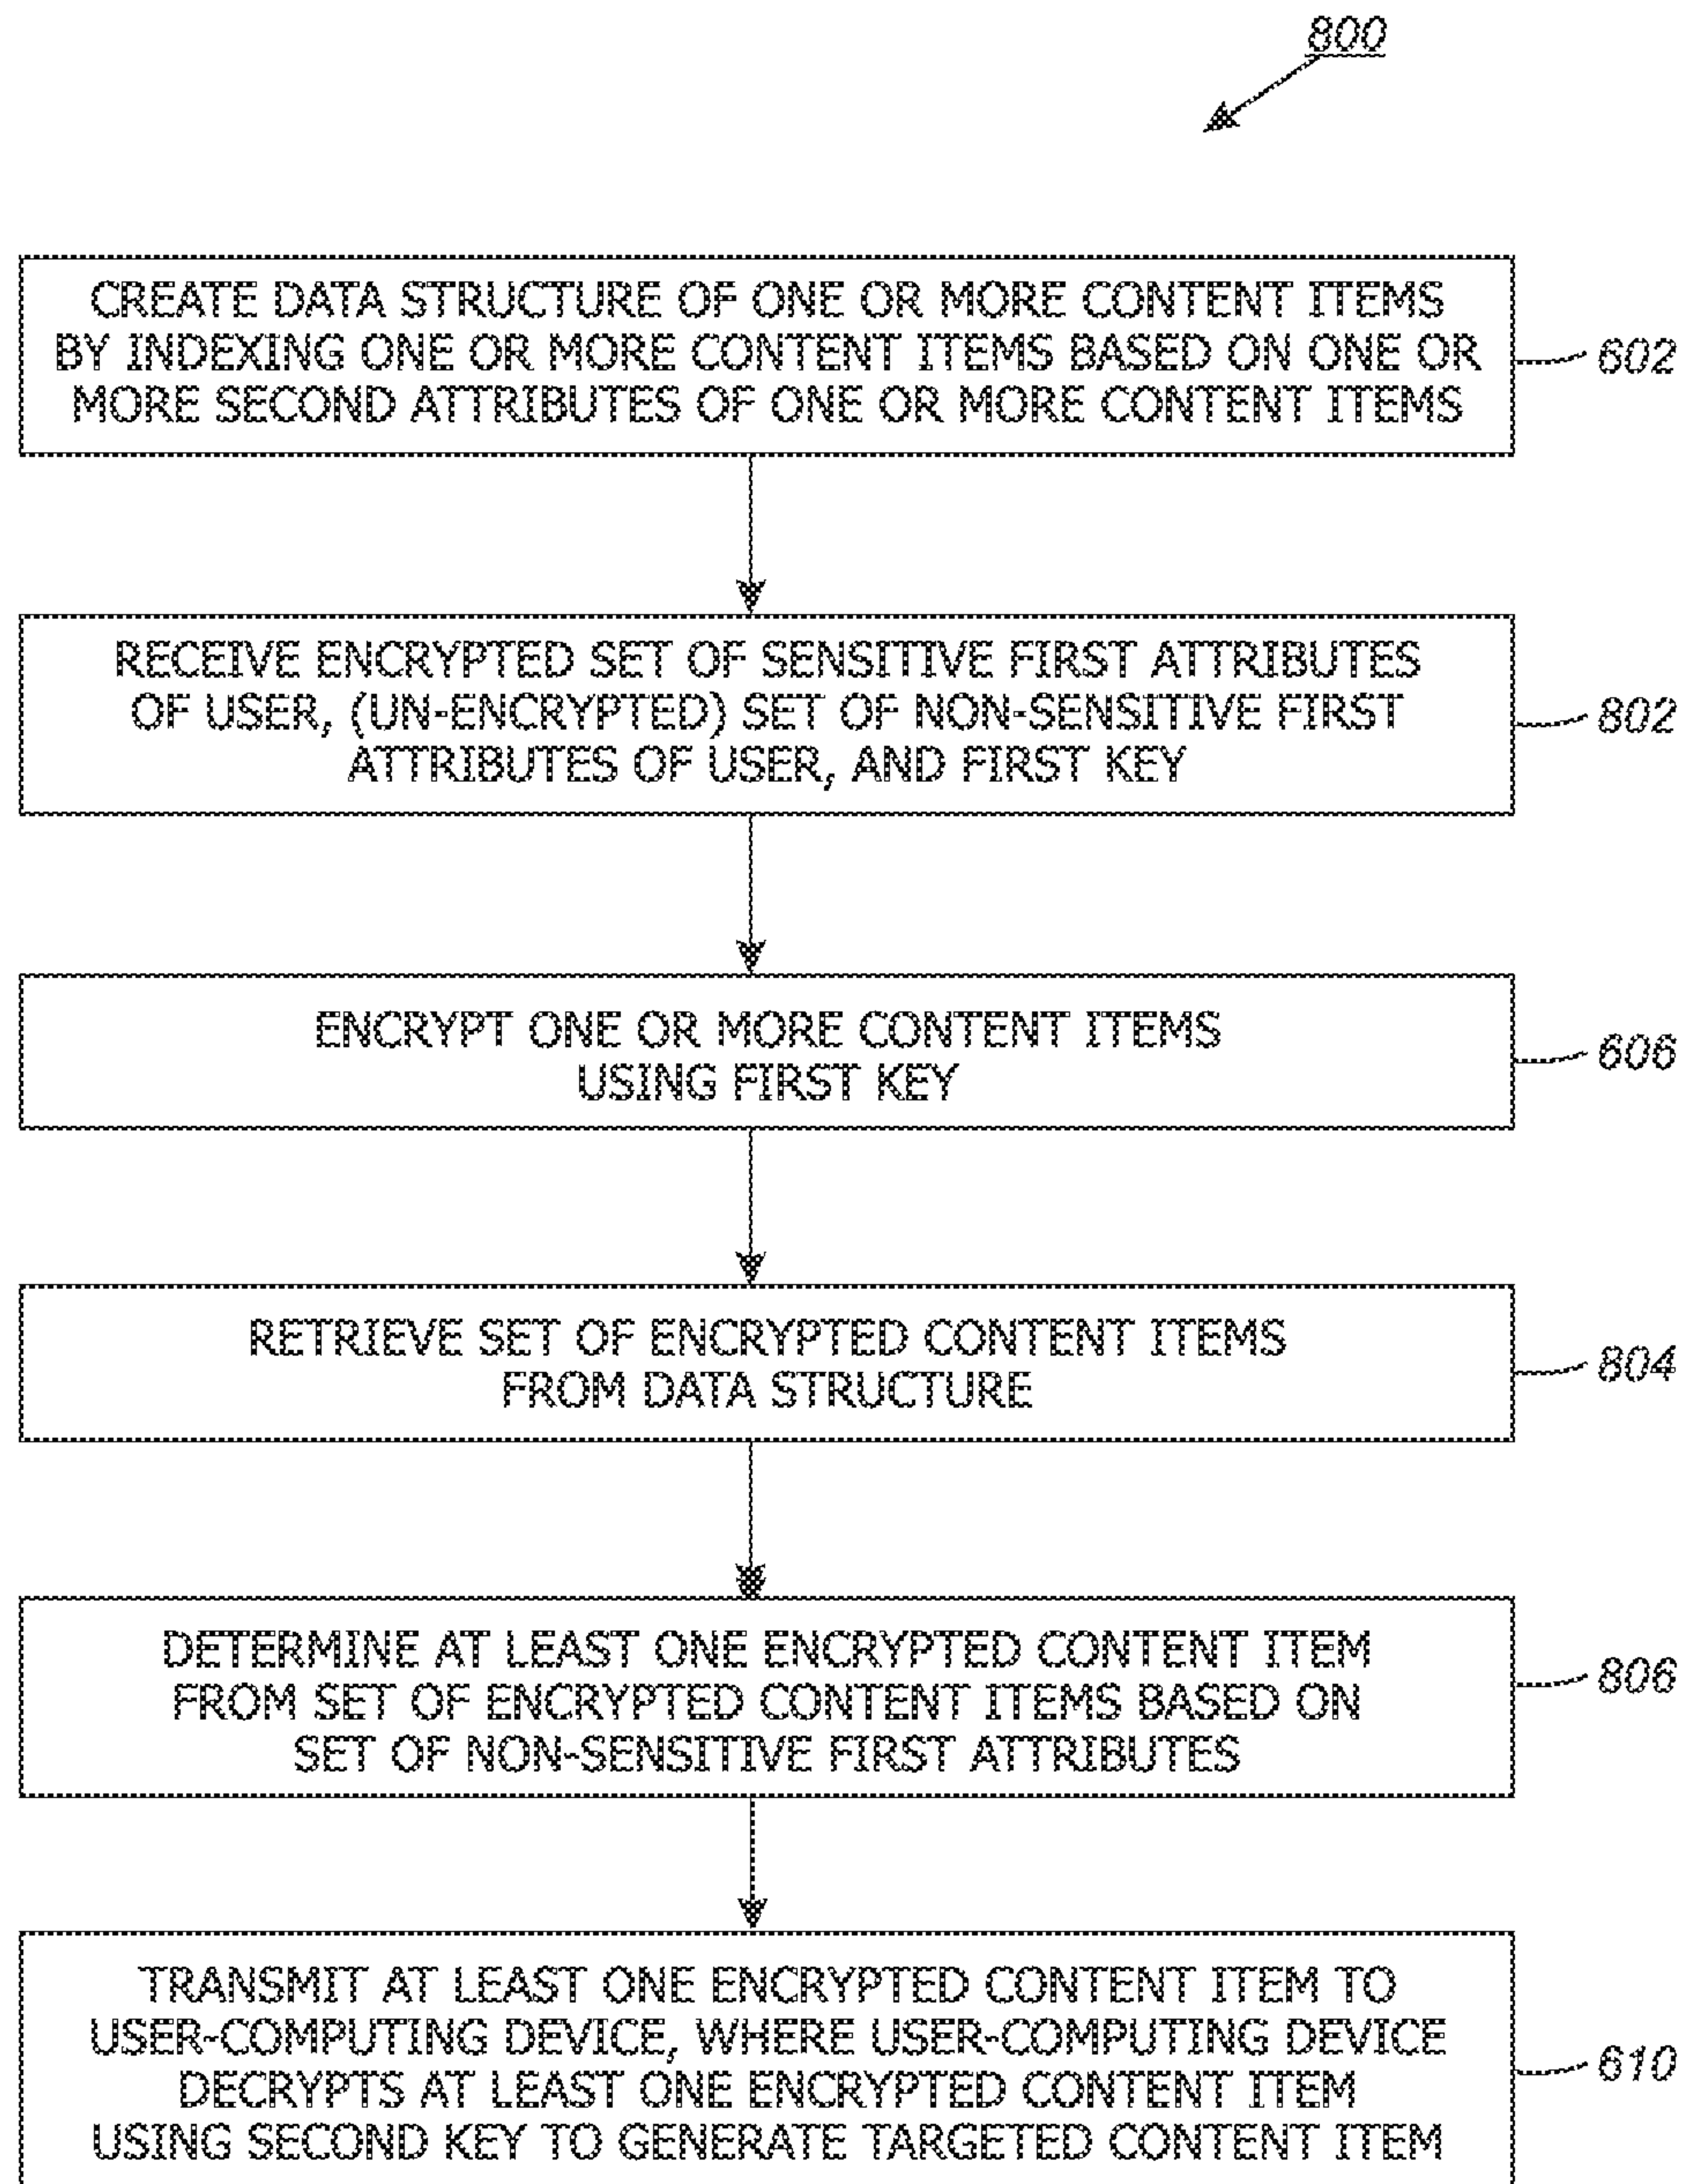 800
CREATE DATA STRUCTURE OF ONE OR MORE CONTENT ITEMS
BY INDEXING ONE OR MORE CONTENT ITEMS BASED ON ONE OR
MORE SECOND ATTRIBUTES OF ONE OR MORE CONTENT ITEMS
602
RECEIVE ENCRYPTED SET OF SENSITIVE FIRST ATTRIBUTES
OF USER, (UN-ENCRYPTED) SET OF NON-SENSITIVE FIRST
ATTRIBUTES OF USER, AND FIRST KEY
802
ENCRYPT ONE OR MORE CONTENT ITEMS
USING FIRST KEY
606
RETRIEVE SET OF ENCRYPTED CONTENT ITEMS
FROM DATA STRUCTURE
804
DETERMINE AT LEAST ONE ENCRYPTED CONTENT ITEM
FROM SET OF ENCRYPTED CONTENT ITEMS BASED ON
SET OF NON-SENSITIVE FIRST ATTRIBUTES
806
TRANSMIT AT LEAST ONE ENCRYPTED CONTENT ITEM TO
USER-COMPUTING DEVICE, WHERE USER-COMPUTING DEVICE
DECRYPTS AT LEAST ONE ENCRYPTED CONTENT ITEM
USING SECOND KEY TO GENERATE TARGETED CONTENT ITEM
610